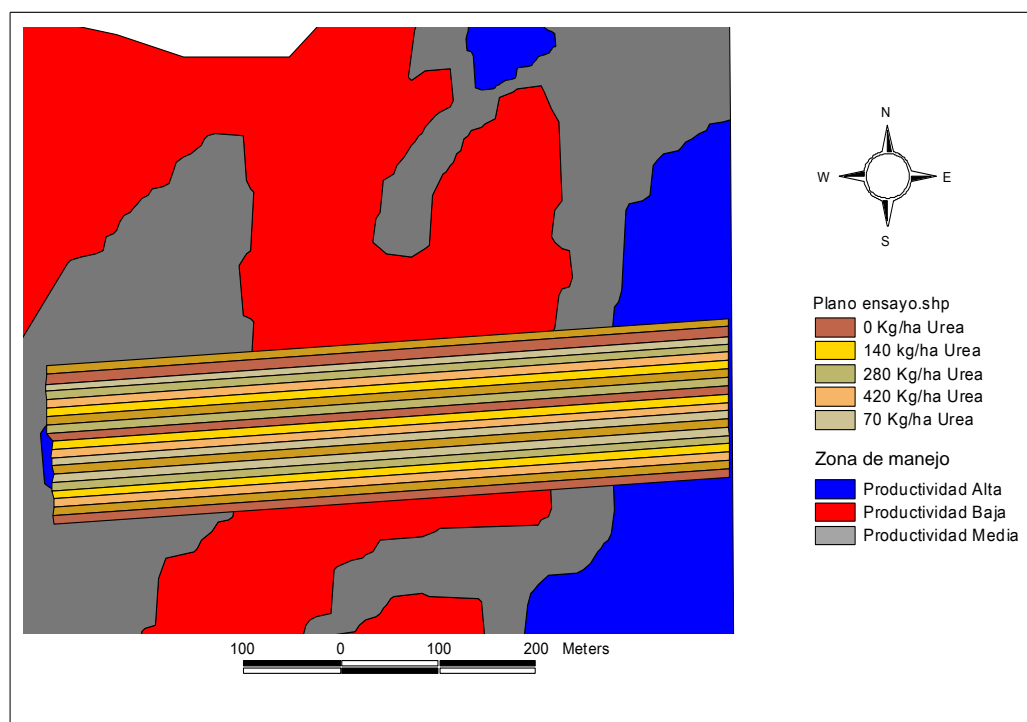 N
W
E
S
Plano ensayo.shp
0 Kg/ha Urea
140 kg/ha Urea
280 Kg/ha Urea
420 Kg/ha Urea
70 Kg/ha Urea
Zona de manejo
Productividad Alta
Productividad Baja
Productividad Media
100 0 100 200 Meters